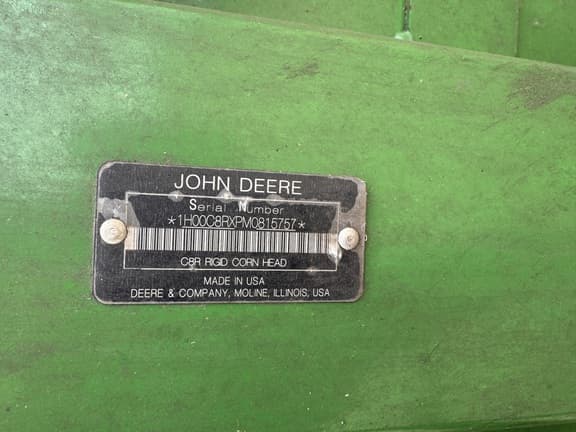 JOHN DEERE
Serial Number
*1H00C8RXPM0815757*
C8R RIGID CORN HEAD
MADE IN USA
DEERE & COMPANY, MOLINE, ILLINOIS, USA